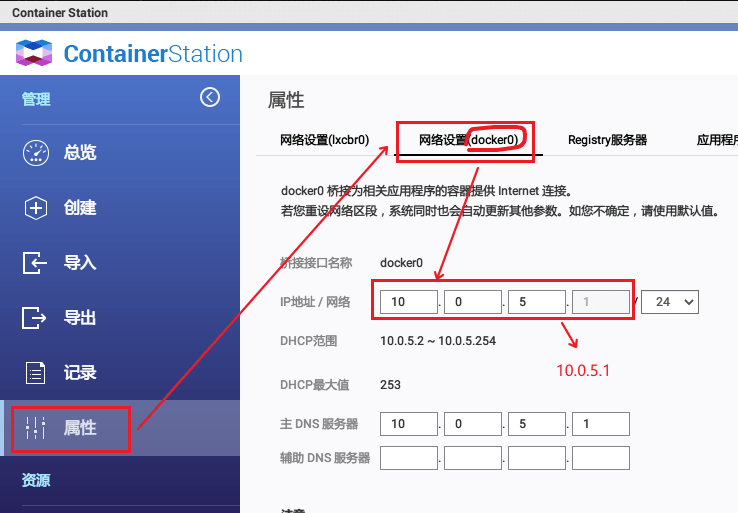 Container Station
ContainerStation
管理
总览
创建
导入
导出
记录
属性
资源
属性
网络设置(lxcbr0) 网络设置(docker0) Registry服务器 应用程序
docker0 桥接为相关应用程序的容器提供 Internet 连接。
若您重设网络区段，系统同时也会自动更新其他参数。如您不确定，请使用默认值。
桥接接口名称 docker0
IP地址 / 网络 10 . 0 . 5 . 1 / 24
DHCP范围 10.0.5.2 ~ 10.0.5.254
10.0.5.1
DHCP最大值 253
主 DNS 服务器 10 . 0 . 5 . 1
辅助 DNS 服务器 . . .